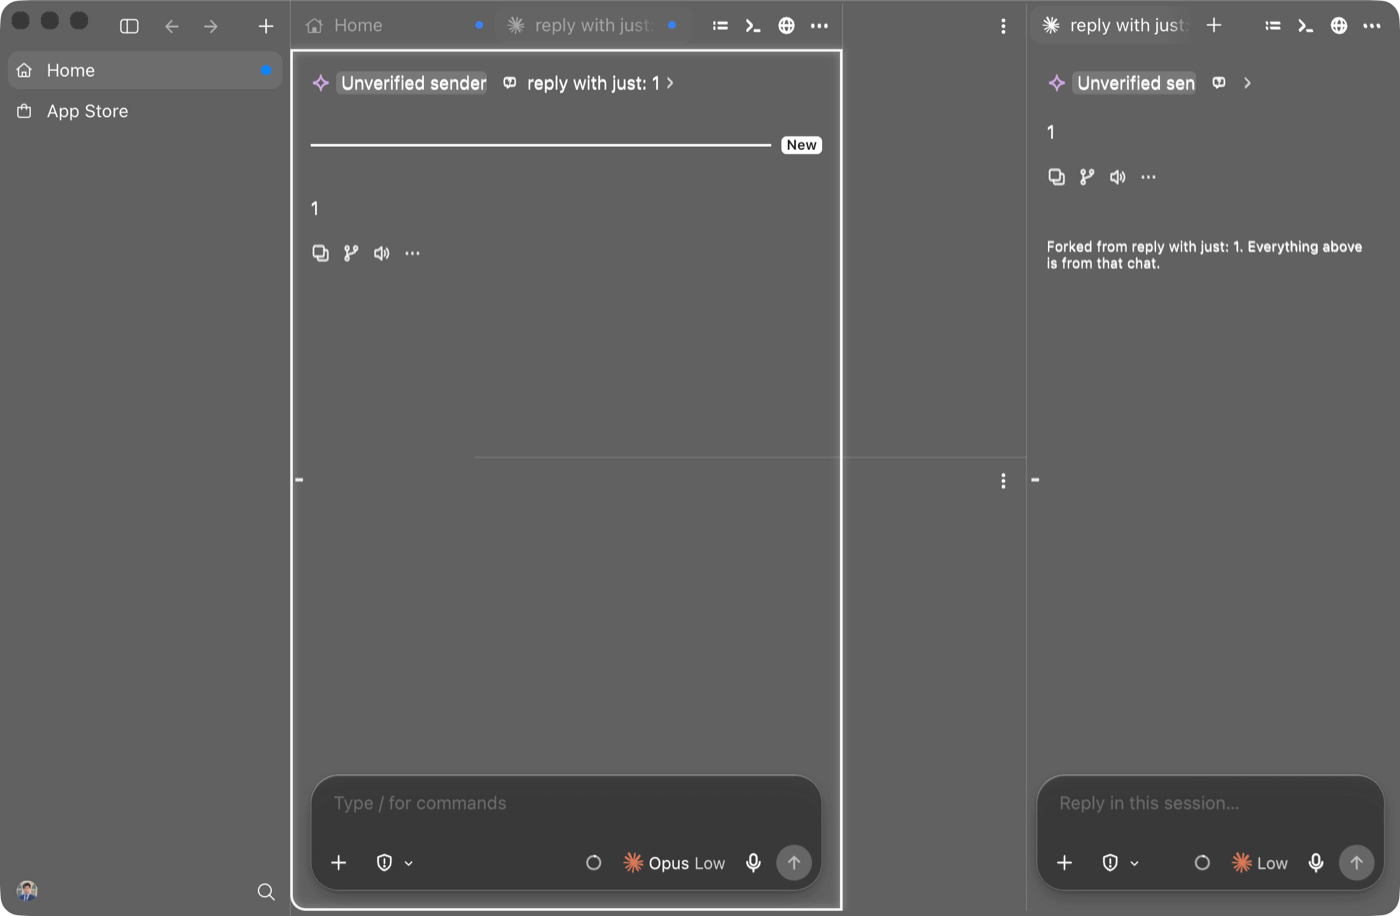 Home
App Store
Home
reply with just:
Unverified sender
reply with just: 1
New
1
Type / for commands
Opus Low
reply with just:
Unverified sen
1
Forked from reply with just: 1. Everything above
is from that chat.
Reply in this session...
Low